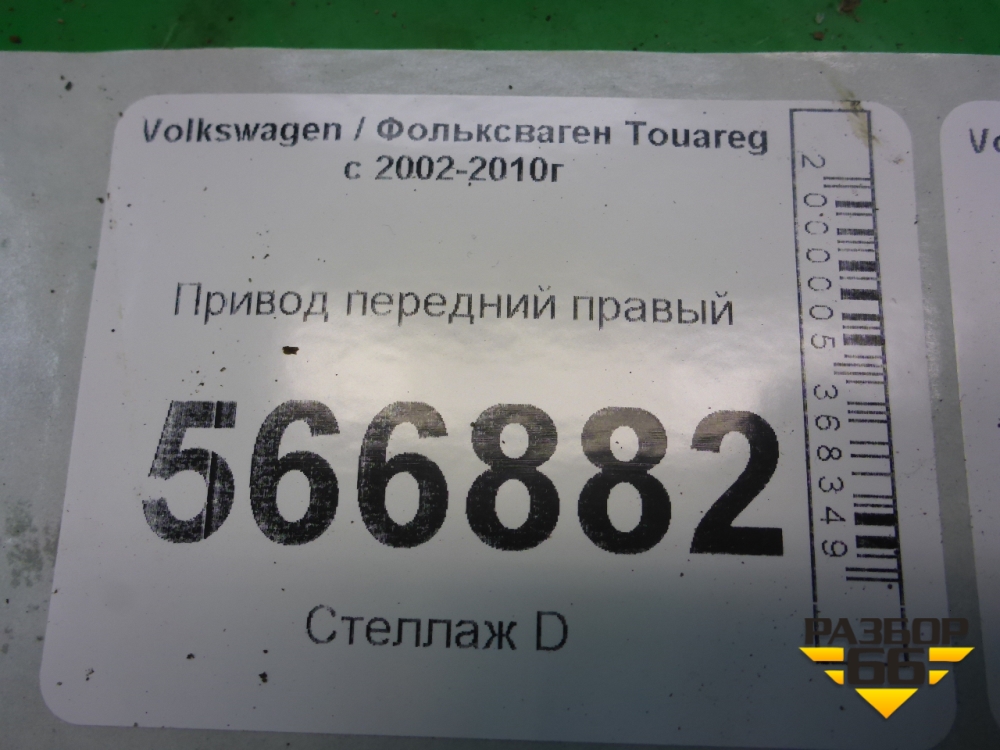 Volkswagen / Фольксваген Touareg
с 2002-2010г
Привод передний правый
566882
Стеллаж D
2000005368349
Vo
РАЗБОР
66